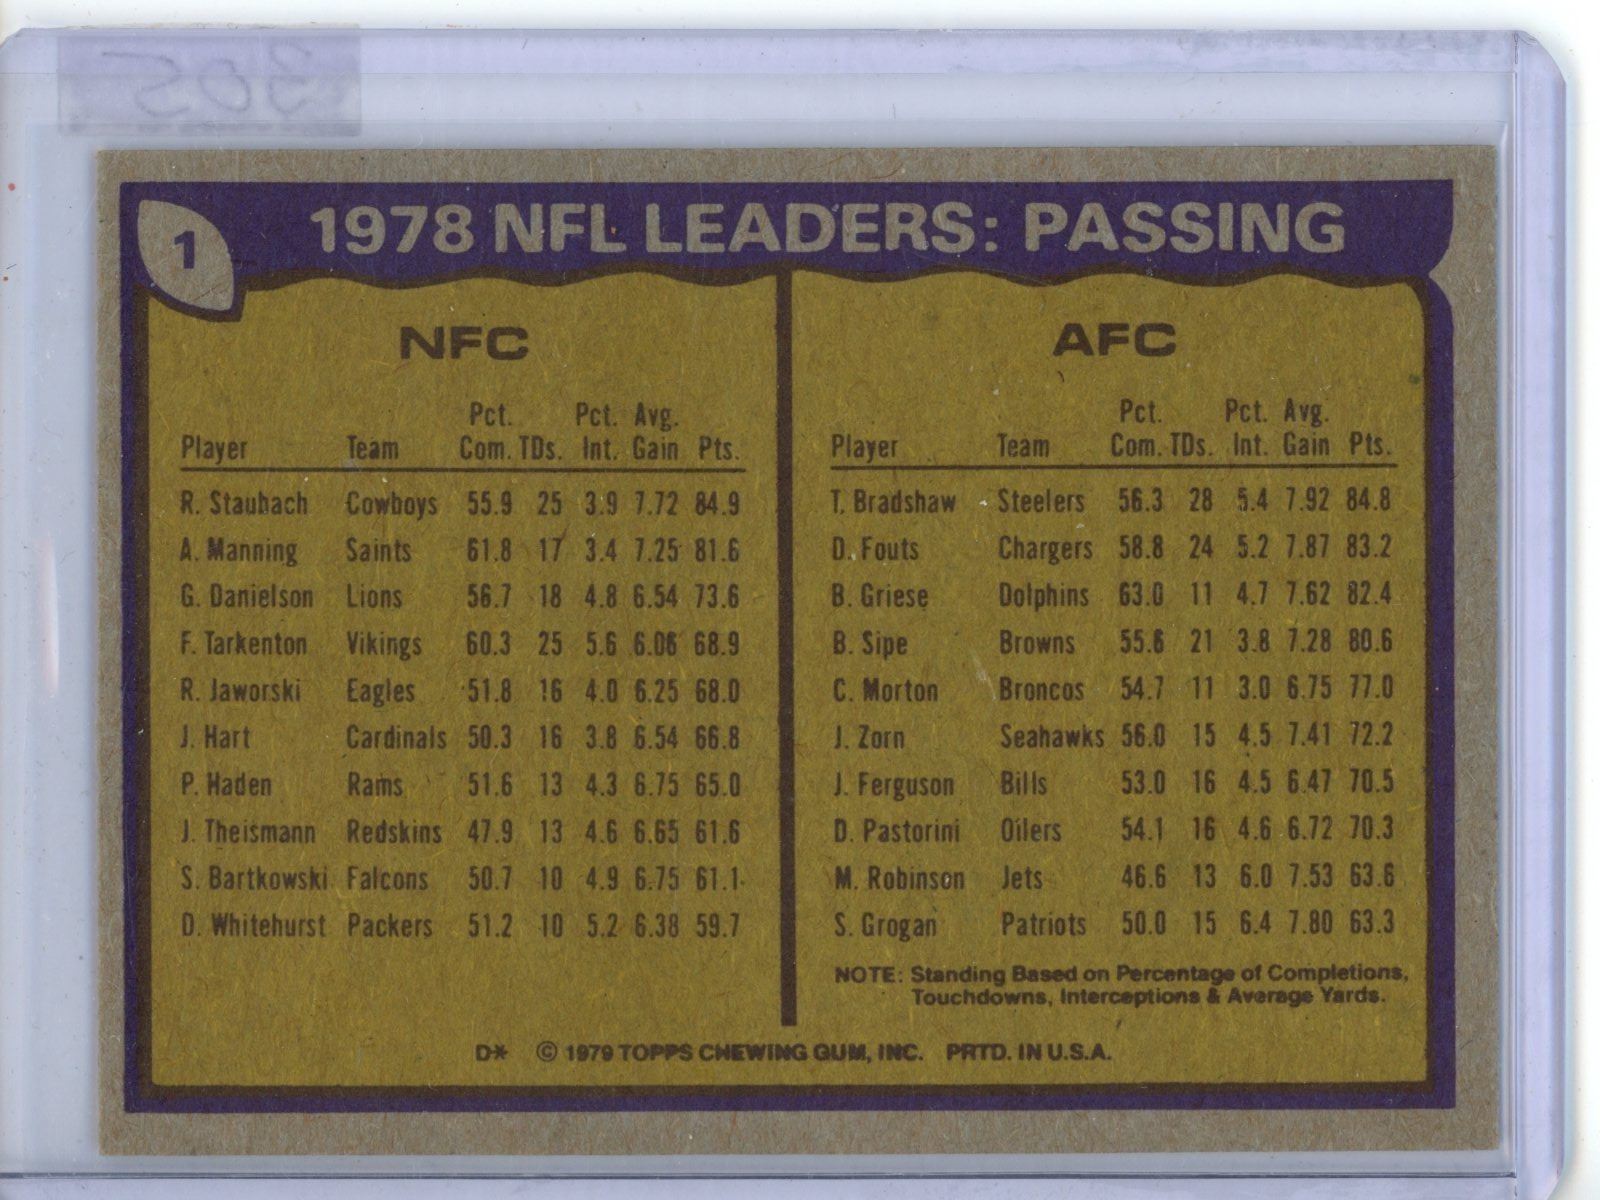 305
1
1978 NFL LEADERS: PASSING
NFC
Pct. Pct. Avg.
Player Team Com. TDs. Int. Gain Pts.
R. Staubach Cowboys 55.9 25 3.9 7.72 84.9
A. Manning Saints 61.8 17 3.4 7.25 81.6
G. Danielson Lions 56.7 18 4.8 6.54 73.6
F. Tarkenton Vikings 60.3 25 5.6 6.06 68.9
R. Jaworski Eagles 51.8 16 4.0 6.25 68.0
J. Hart Cardinals 50.3 16 3.8 6.54 66.8
P. Haden Rams 51.6 13 4.3 6.75 65.0
J. Theismann Redskins 47.9 13 4.6 6.65 61.6
S. Bartkowski Falcons 50.7 10 4.9 6.75 61.1
D. Whitehurst Packers 51.2 10 5.2 6.38 59.7
AFC
Pct. Pct. Avg.
Player Team Com. TDs. Int. Gain Pts.
T. Bradshaw Steelers 56.3 28 5.4 7.92 84.8
D. Fouts Chargers 58.8 24 5.2 7.87 83.2
B. Griese Dolphins 63.0 11 4.7 7.62 82.4
B. Sipe Browns 55.6 21 3.8 7.28 80.6
C. Morton Broncos 54.7 11 3.0 6.75 77.0
J. Zorn Seahawks 56.0 15 4.5 7.41 72.2
J. Ferguson Bills 53.0 16 4.5 6.47 70.5
D. Pastorini Oilers 54.1 16 4.6 6.72 70.3
M. Robinson Jets 46.6 13 6.0 7.53 63.6
S. Grogan Patriots 50.0 15 6.4 7.80 63.3
NOTE: Standing Based on Percentage of Completions,
Touchdowns, Interceptions & Average Yards.
D* © 1979 TOPPS CHEWING GUM, INC. PRTD. IN U.S.A.